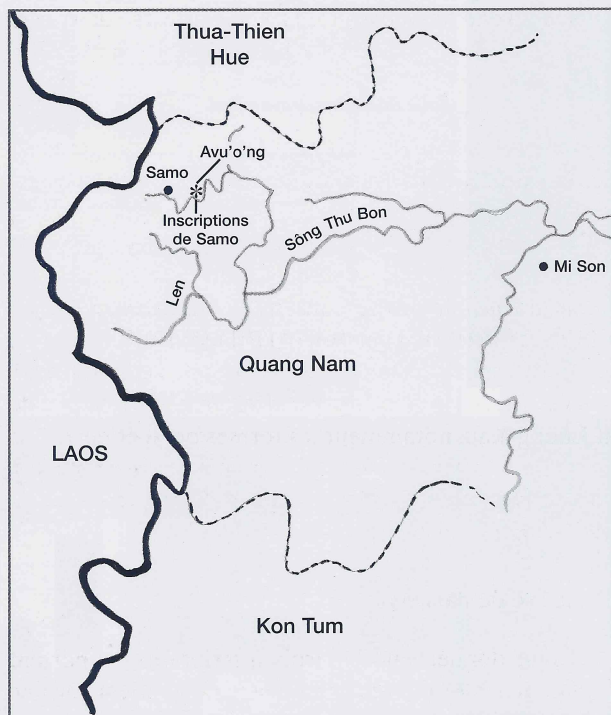 Thua-Thien
Hue
Avu'o'ng
Samo
Inscriptions
de Samo
Sông Thu Bon
Mi Son
Len
Quang Nam
LAOS
Kon Tum